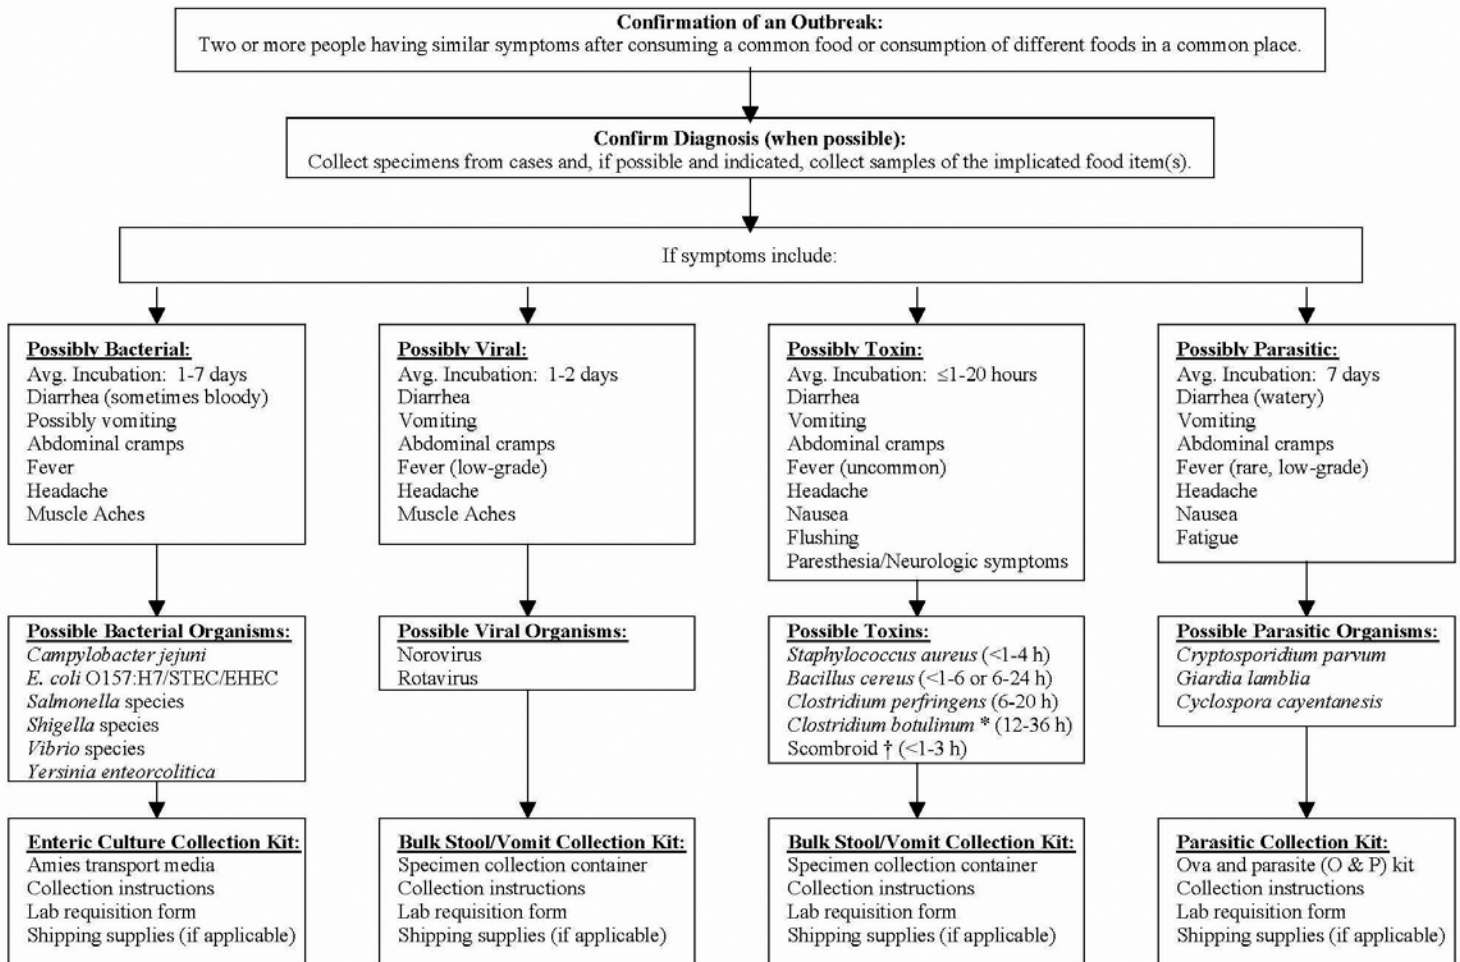 Confirmation of an Outbreak:
Two or more people having similar symptoms after consuming a common food or consumption of different foods in a common place.
Confirm Diagnosis (when possible):
Collect specimens from cases and, if possible and indicated, collect samples of the implicated food item(s).
If symptoms include:
Possibly Bacterial:
Avg. Incubation: 1-7 days
Diarrhea (sometimes bloody)
Possibly vomiting
Abdominal cramps
Fever
Headache
Muscle Aches
Possibly Viral:
Avg. Incubation: 1-2 days
Diarrhea
Vomiting
Abdominal cramps
Fever (low-grade)
Headache
Muscle Aches
Possibly Toxin:
Avg. Incubation: ≤1-20 hours
Diarrhea
Vomiting
Abdominal cramps
Fever (uncommon)
Headache
Nausea
Flushing
Paresthesia/Neurologic symptoms
Possibly Parasitic:
Avg. Incubation: 7 days
Diarrhea (watery)
Vomiting
Abdominal cramps
Fever (rare, low-grade)
Headache
Nausea
Fatigue
Possible Bacterial Organisms:
Campylobacter jejuni
E. coli O157:H7/STEC/EHEC
Salmonella species
Shigella species
Vibrio species
Yersinia enteorcolitica
Possible Viral Organisms:
Norovirus
Rotavirus
Possible Toxins:
Staphylococcus aureus (<1-4 h)
Bacillus cereus (<1-6 or 6-24 h)
Clostridium perfringens (6-20 h)
Clostridium botulinum * (12-36 h)
Scombroid † (<1-3 h)
Possible Parasitic Organisms:
Cryptosporidium parvum
Giardia lamblia
Cyclospora cayentanesis
Enteric Culture Collection Kit:
Amies transport media
Collection instructions
Lab requisition form
Shipping supplies (if applicable)
Bulk Stool/Vomit Collection Kit:
Specimen collection container
Collection instructions
Lab requisition form
Shipping supplies (if applicable)
Bulk Stool/Vomit Collection Kit:
Specimen collection container
Collection instructions
Lab requisition form
Shipping supplies (if applicable)
Parasitic Collection Kit:
Ova and parasite (O & P) kit
Collection instructions
Lab requisition form
Shipping supplies (if applicable)